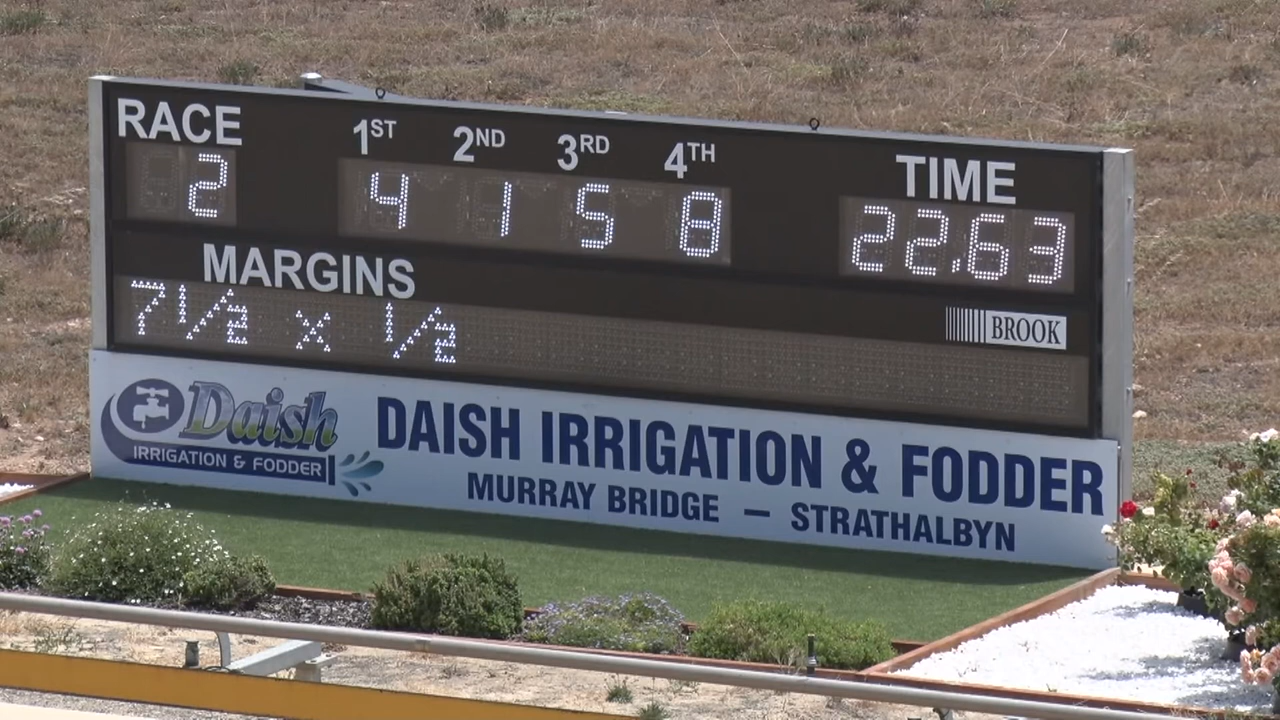 RACE 1ST 2ND 3RD 4TH TIME
2 4 1 5 8 22.63
MARGINS
7 1/2 x 1/2
BROOK
Daish
IRRIGATION & FODDER
DAISH IRRIGATION & FODDER
MURRAY BRIDGE – STRATHALBYN